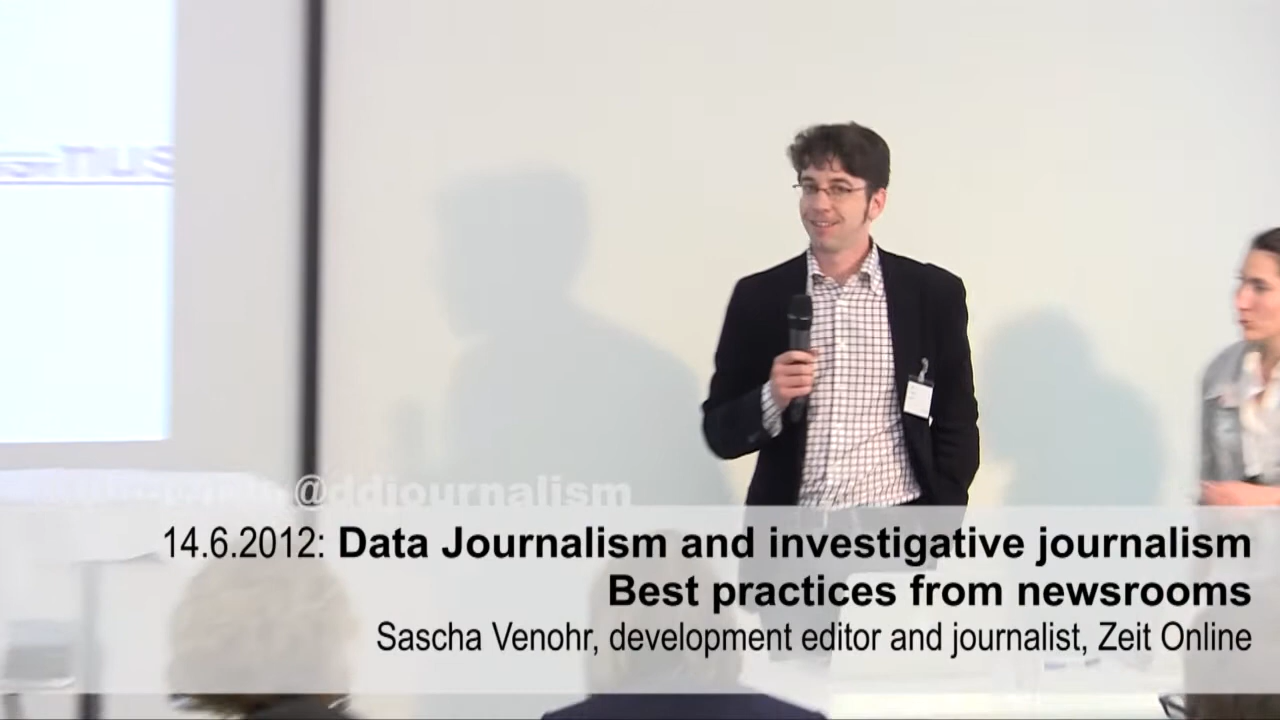 @ddjournalism
14.6.2012: Data Journalism and investigative journalism
Best practices from newsrooms
Sascha Venohr, development editor and journalist, Zeit Online